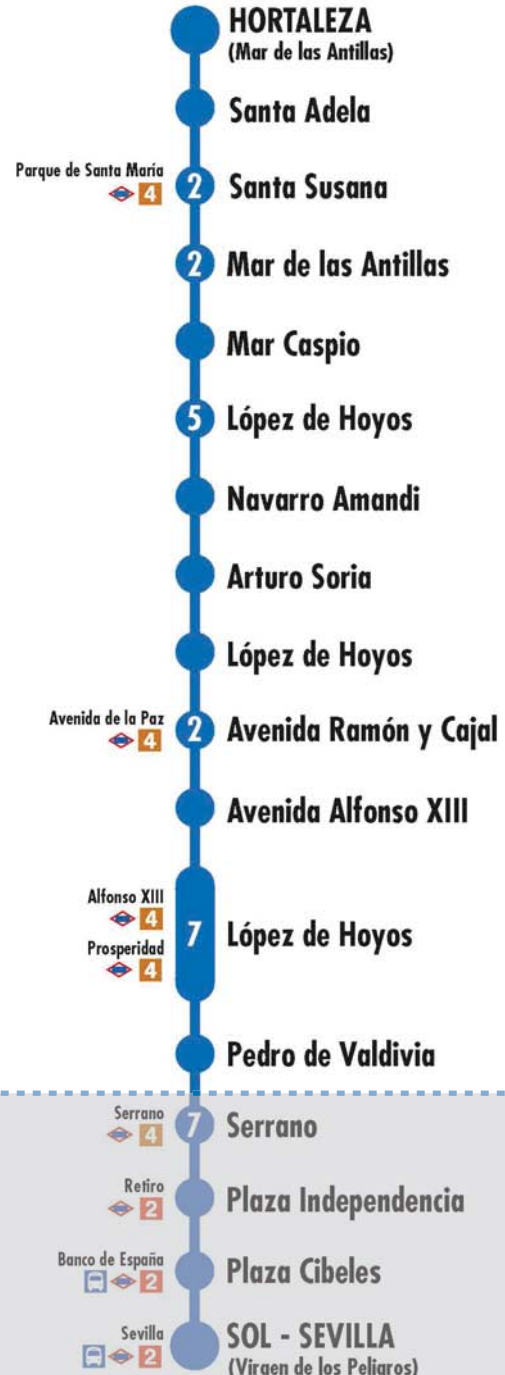 HORTALEZA
(Mar de las Antillas)
Santa Adela
Parque de Santa María
4
2
Santa Susana
2
Mar de las Antillas
Mar Caspio
5
López de Hoyos
Navarro Amandi
Arturo Soria
López de Hoyos
Avenida de la Paz
4
2
Avenida Ramón y Cajal
Avenida Alfonso XIII
Alfonso XIII
4
Prosperidad
4
7
López de Hoyos
Pedro de Valdivia
Serrano
4
7
Serrano
Retiro
2
Plaza Independencia
Banco de España
2
Plaza Cibeles
Sevilla
2
SOL - SEVILLA
(Virgen de los Peligros)